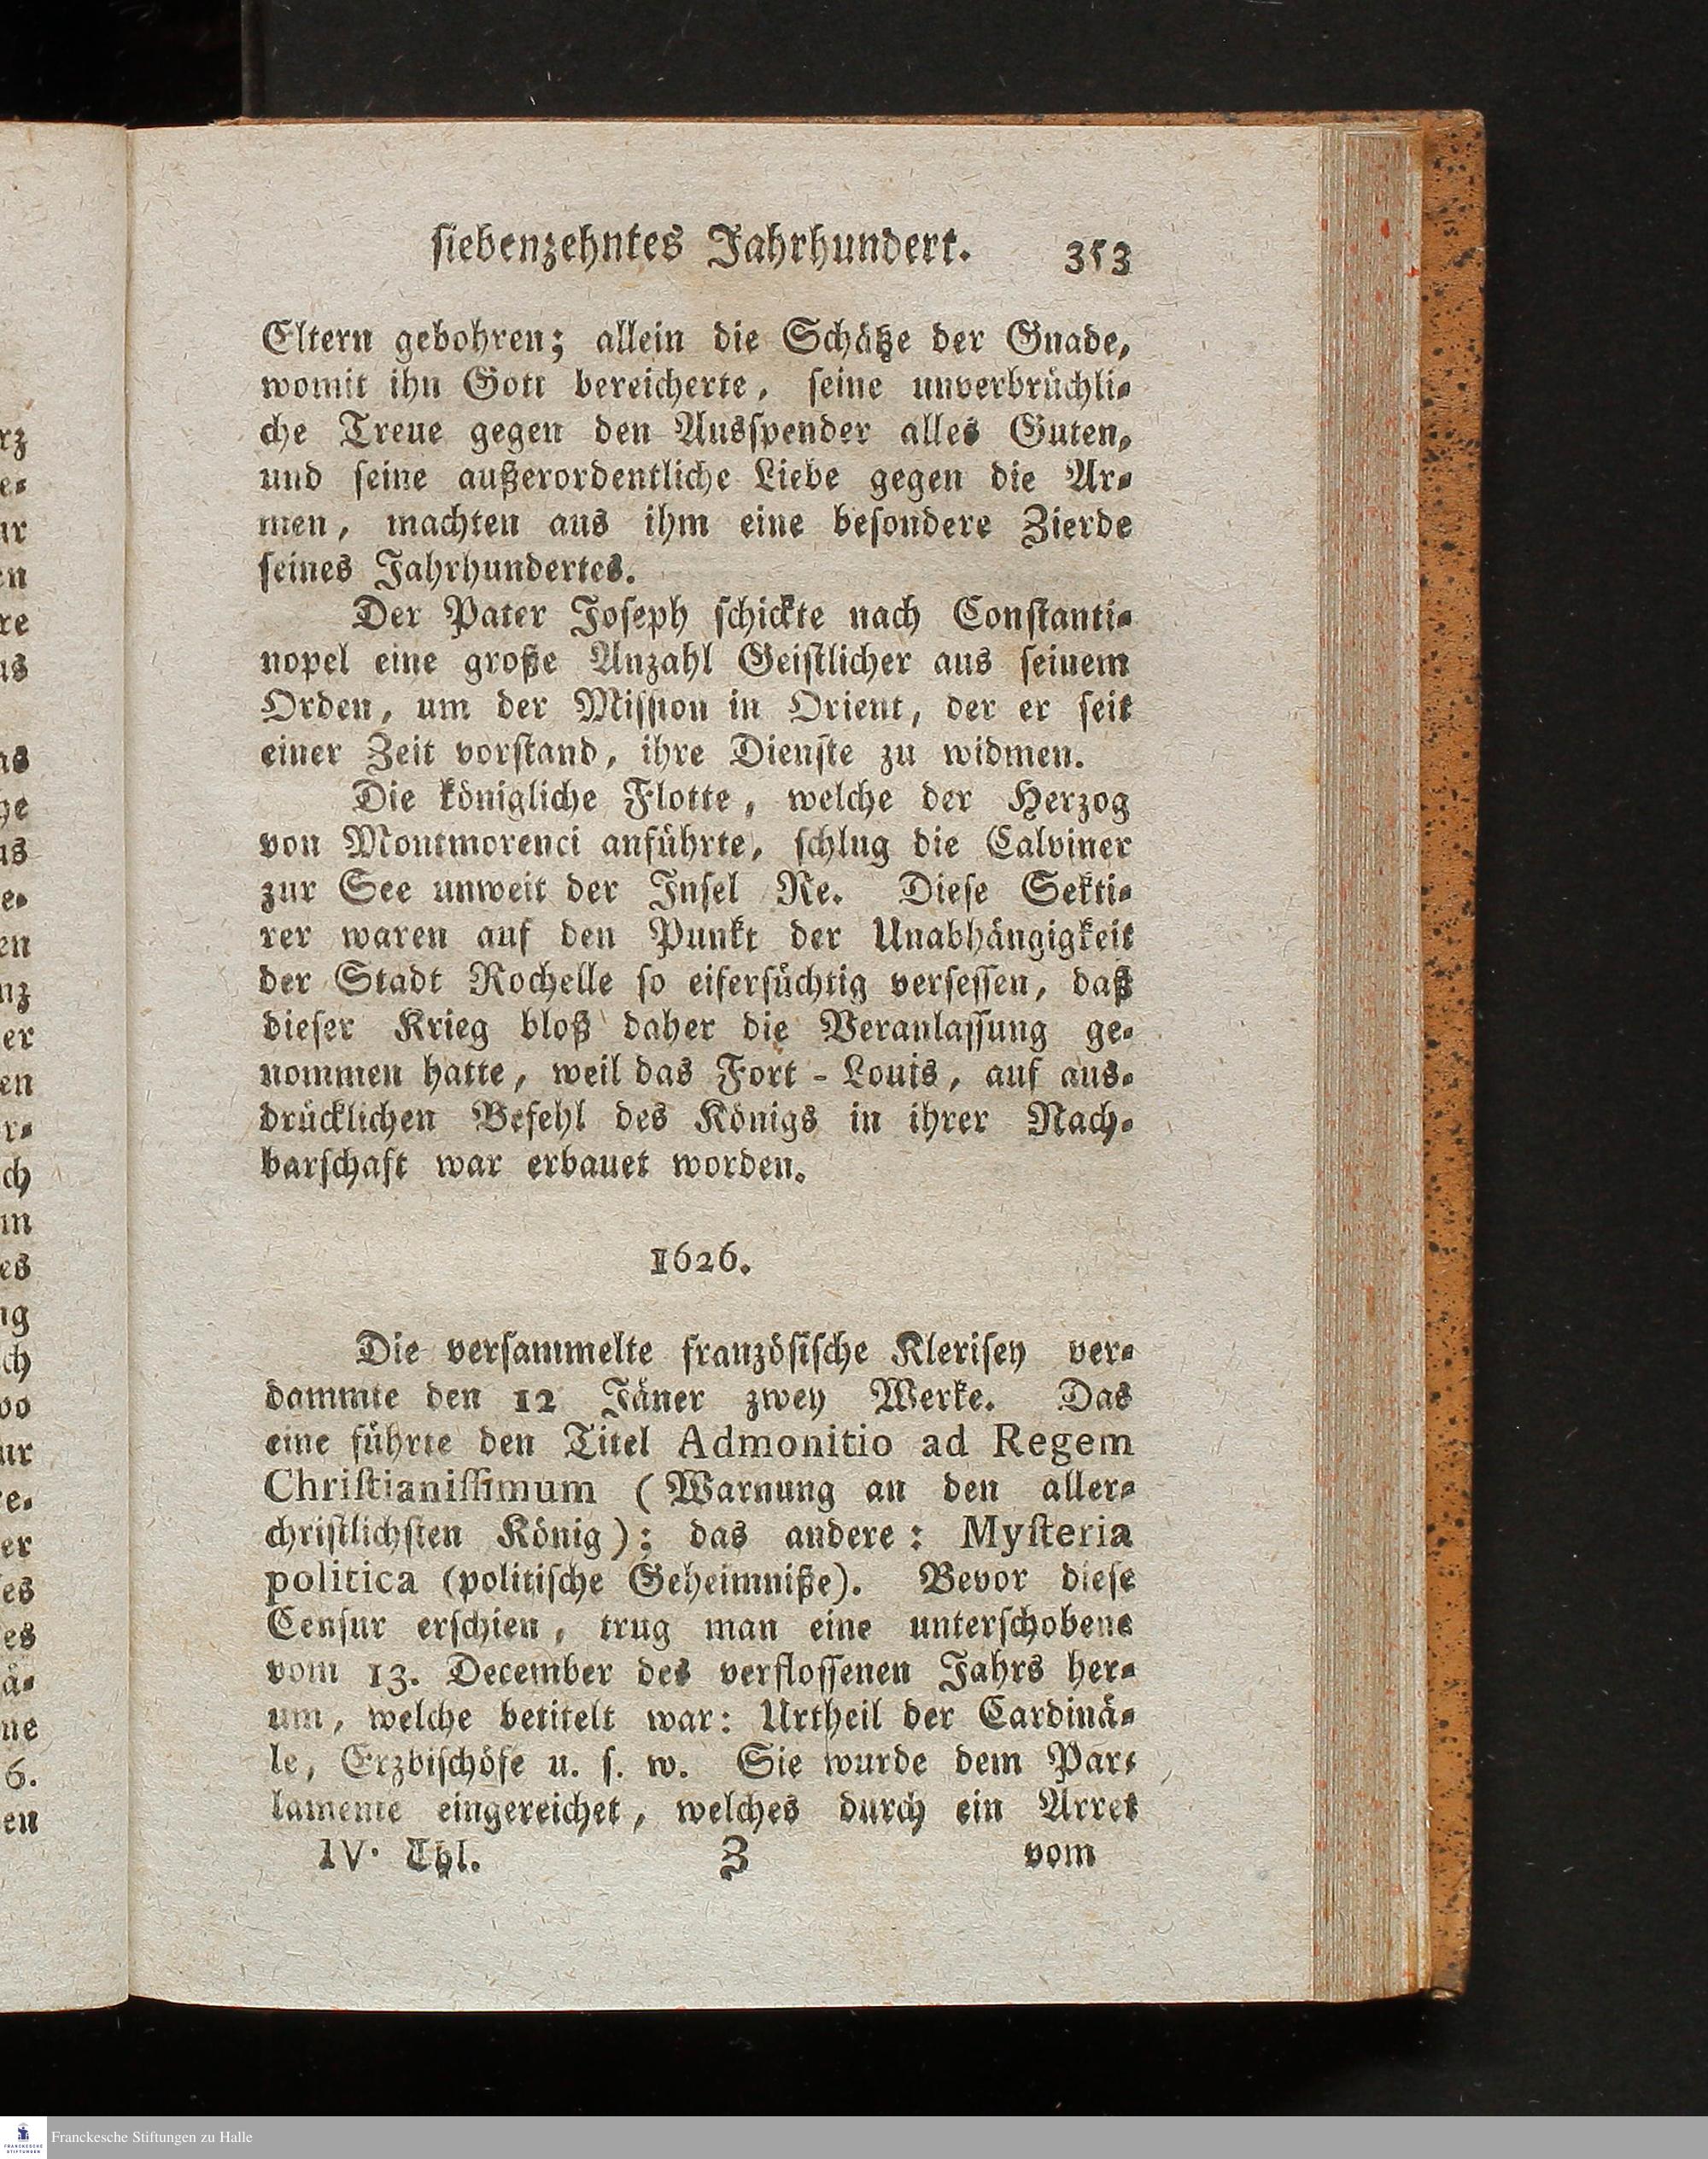 siebenzehntes Jahrhundert. 353
Eltern gebohren; allein die Schätze der Gnade,
womit ihn Gott bereicherte, seine unverbrüchli-
che Treue gegen den Ausspender alles Guten,
und seine außerordentliche Liebe gegen die Ar-
men, machten aus ihm eine besondere Zierde
seines Jahrhundertes.
Der Pater Joseph schickte nach Constanti-
nopel eine große Anzahl Geistlicher aus seinem
Orden, um der Mission in Orient, der er seit
einer Zeit vorstand, ihre Dienste zu widmen.
Die königliche Flotte, welche der Herzog
von Montmorenci anführte, schlug die Calviner
zur See unweit der Insel Re. Diese Sekti-
rer waren auf den Punkt der Unabhängigkeit
der Stadt Rochelle so eifersüchtig versessen, daß
dieser Krieg bloß daher die Veranlassung ge-
nommen hatte, weil das Fort-Louis, auf aus-
drücklichen Befehl des Königs in ihrer Nach-
barschaft war erbauet worden.
1626.
Die versammelte französische Klerisey ver-
dammte den 12 Jäner zwey Werke. Das
eine führte den Titel Admonitio ad Regem
Chriſtianiſſimum (Warnung an den aller-
christlichsten König); das andere: Myſteria
politica (politische Geheimniße). Bevor diese
Censur erschien, trug man eine unterschobene
vom 13. December des verflossenen Jahrs her-
um, welche betitelt war: Urtheil der Cardinä-
le, Erzbischöfe u. s. w. Sie wurde dem Par-
lamente eingereichet, welches durch ein Arret
IV. Thl. Z vom
Franckesche Stiftungen zu Halle